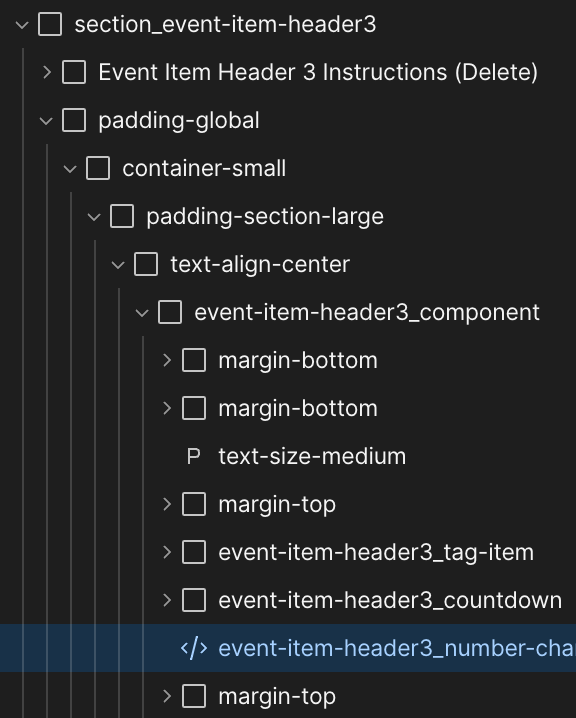 section_event-item-header3
Event Item Header 3 Instructions (Delete)
padding-global
container-small
padding-section-large
text-align-center
event-item-header3_component
margin-bottom
margin-bottom
P text-size-medium
margin-top
event-item-header3_tag-item
event-item-header3_countdown
</> event-item-header3_number-cha
margin-top